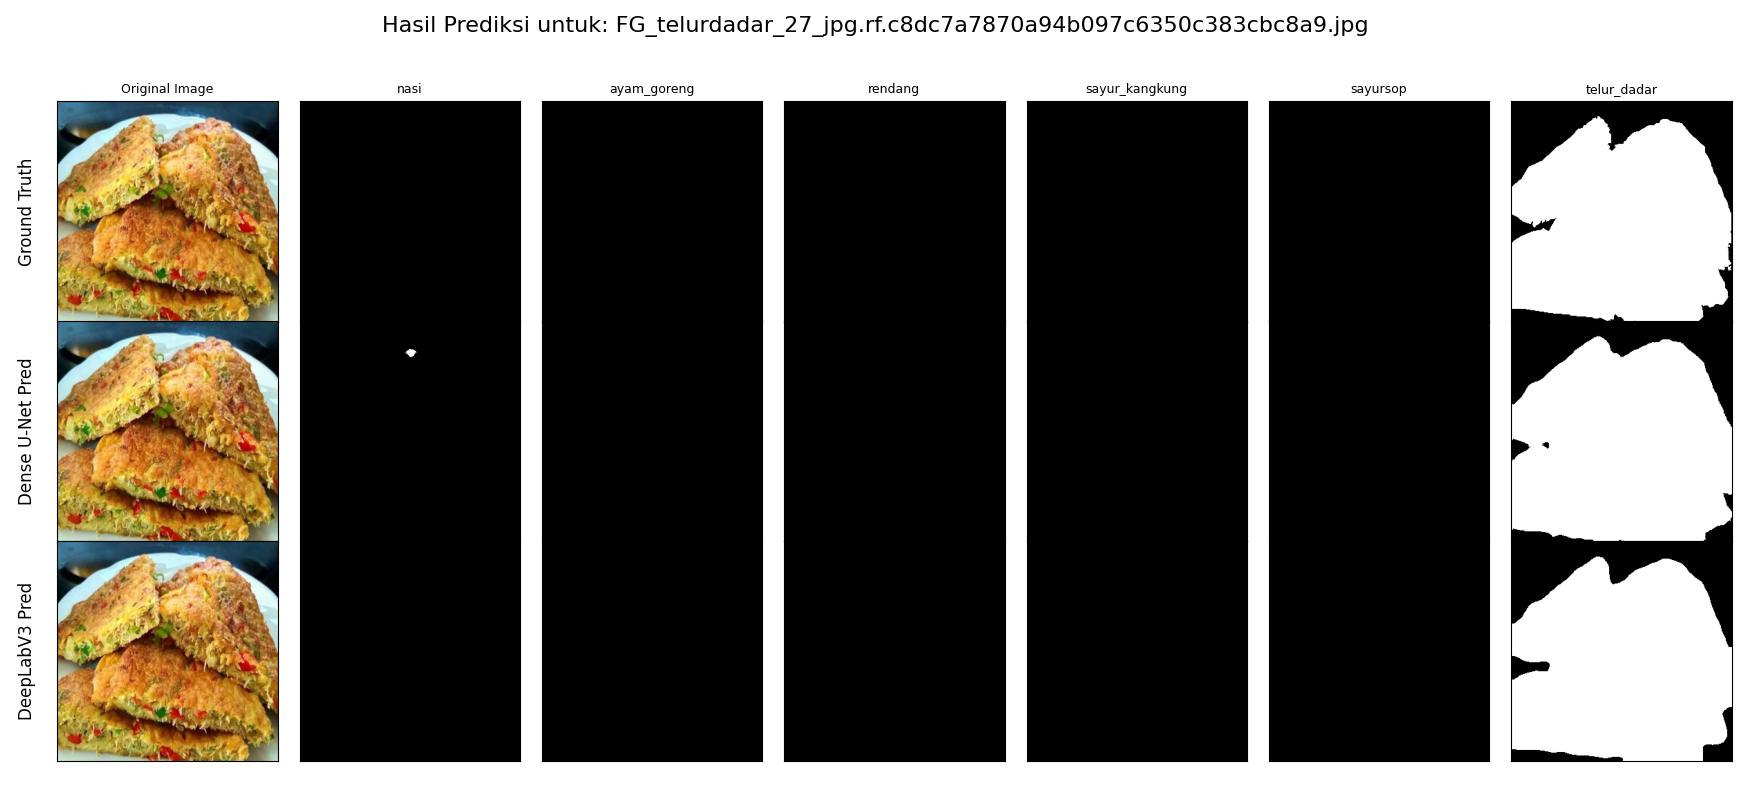 Hasil Prediksi untuk: FG_telurdadar_27_jpg.rf.c8dc7a7870a94b097c6350c383cbc8a9.jpg
Original Image nasi ayam_goreng rendang sayur_kangkung sayursop telur_dadar
Ground Truth
Dense U-Net Pred
DeepLabV3 Pred